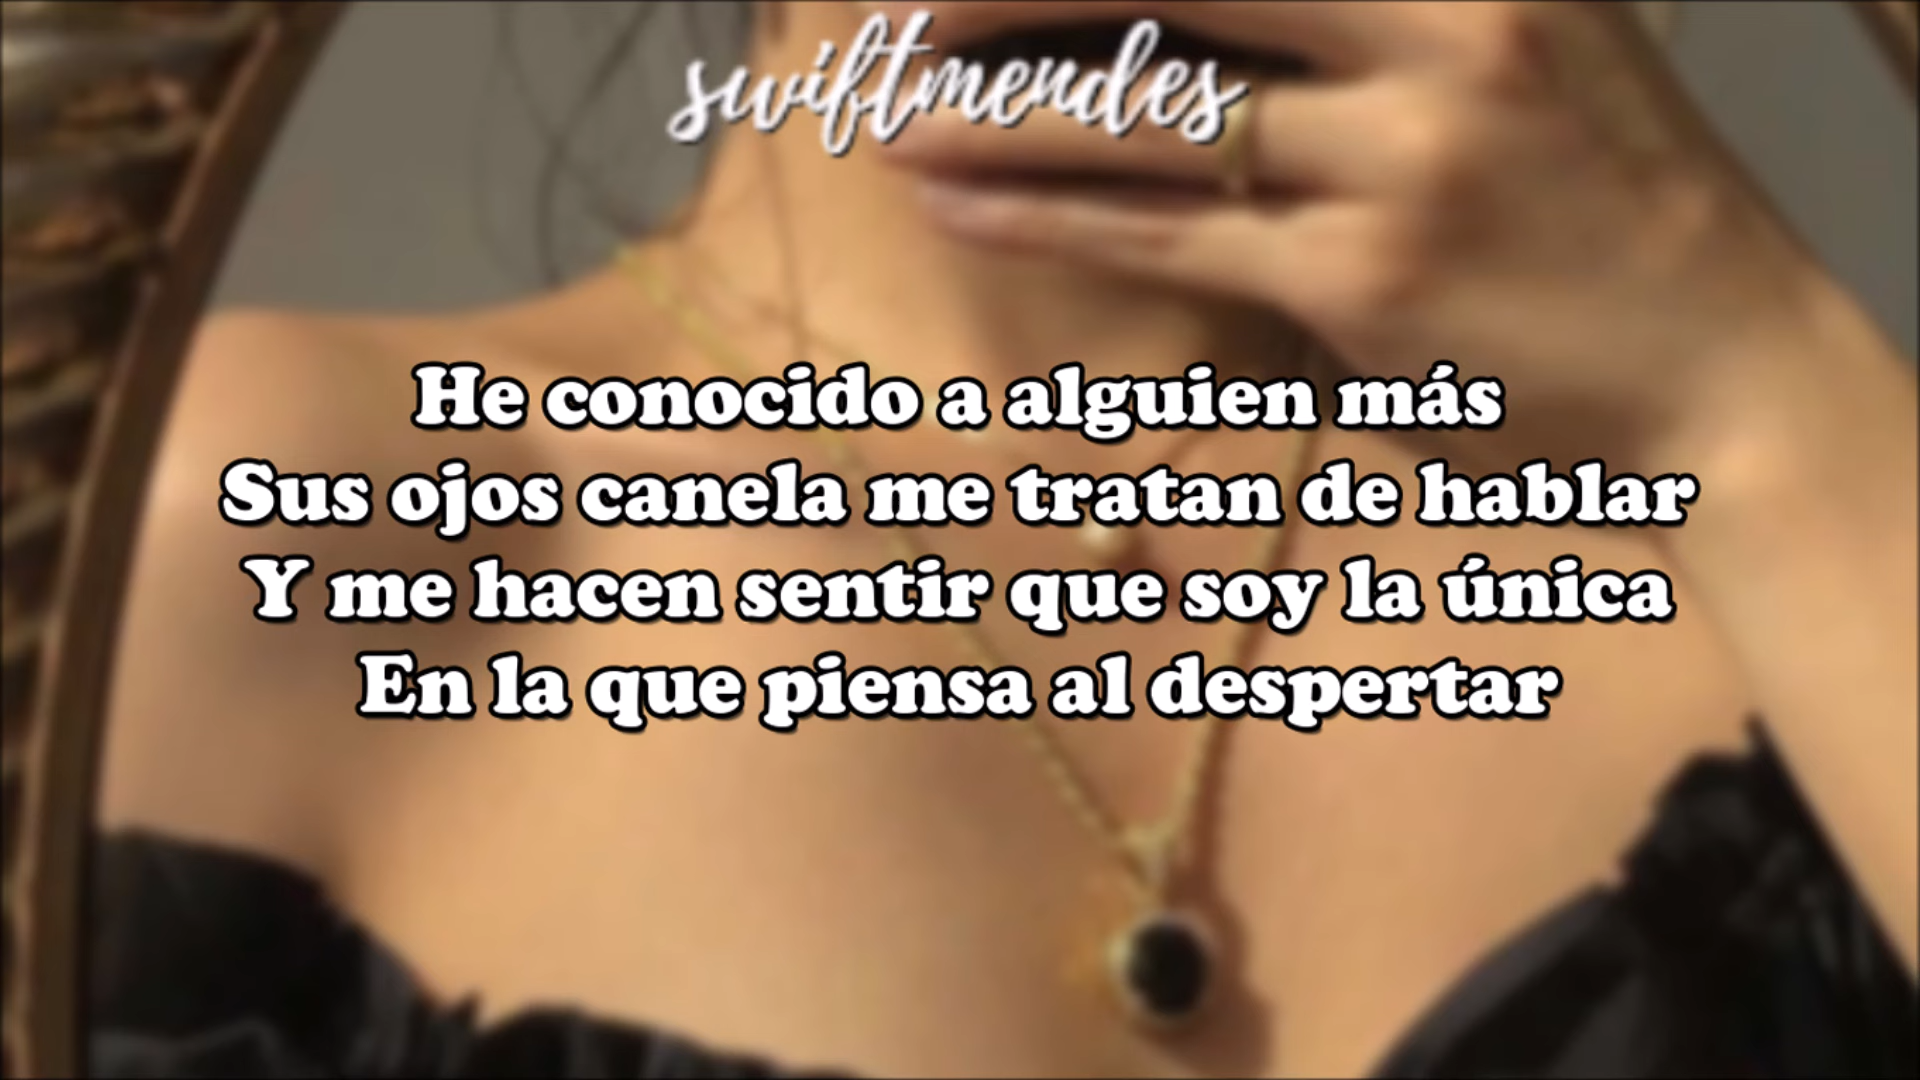 swiftmendes
He conocido a alguien más
Sus ojos canela me tratan de hablar
Y me hacen sentir que soy la única
En la que piensa al despertar